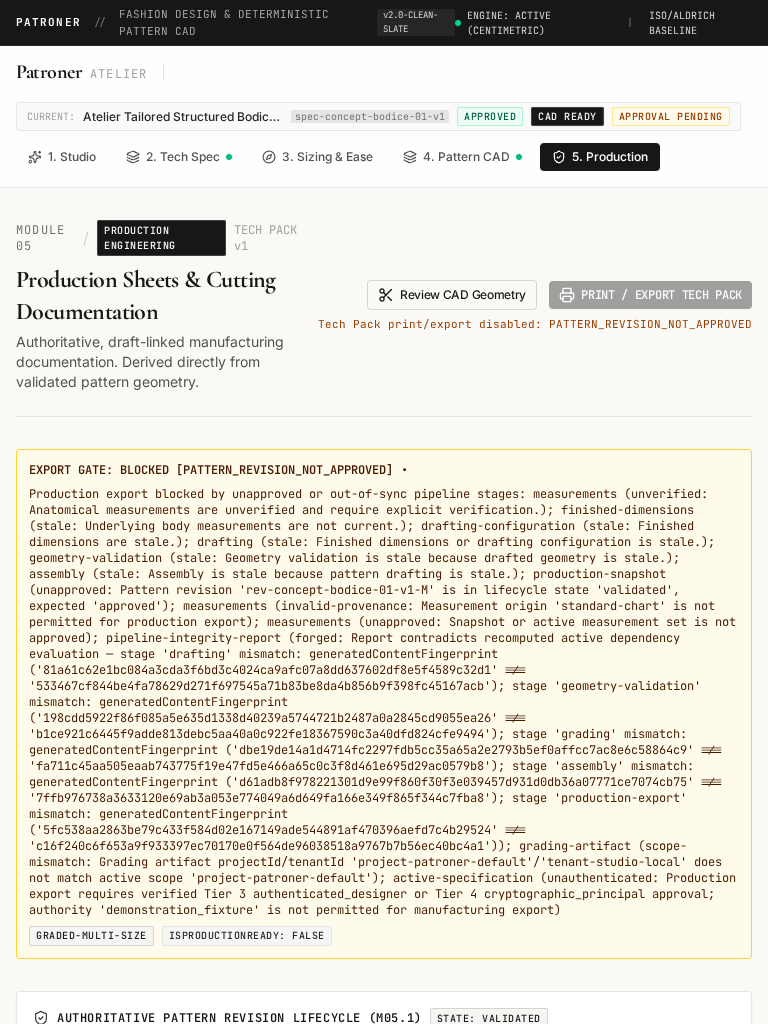 PATRONER // FASHION DESIGN & DETERMINISTIC PATTERN CAD v2.0-CLEAN-SLATE ENGINE: ACTIVE (CENTIMETRIC) | ISO/ALDRICH BASELINE
Patroner ATELIER
CURRENT: Atelier Tailored Structured Bodic... spec-concept-bodice-01-v1 APPROVED CAD READY APPROVAL PENDING
1. Studio 2. Tech Spec 3. Sizing & Ease 4. Pattern CAD 5. Production
MODULE 05 / PRODUCTION ENGINEERING TECH PACK v1
Production Sheets & Cutting
Documentation
Authoritative, draft-linked manufacturing
documentation. Derived directly from
validated pattern geometry.
Review CAD Geometry PRINT / EXPORT TECH PACK
Tech Pack print/export disabled: PATTERN_REVISION_NOT_APPROVED
EXPORT GATE: BLOCKED [PATTERN_REVISION_NOT_APPROVED] •
Production export blocked by unapproved or out-of-sync pipeline stages: measurements (unverified:
Anatomical measurements are unverified and require explicit verification.); finished-dimensions
(stale: Underlying body measurements are not current.); drafting-configuration (stale: Finished
dimensions are stale.); drafting (stale: Finished dimensions or drafting configuration is stale.);
geometry-validation (stale: Geometry validation is stale because drafted geometry is stale.);
assembly (stale: Assembly is stale because pattern drafting is stale.); production-snapshot
(unapproved: Pattern revision 'rev-concept-bodice-01-v1-M' is in lifecycle state 'validated',
expected 'approved'); measurements (invalid-provenance: Measurement origin 'standard-chart' is not
permitted for production export); measurements (unapproved: Snapshot or active measurement set is not
approved); pipeline-integrity-report (forged: Report contradicts recomputed active dependency
evaluation — stage 'drafting' mismatch: generatedContentFingerprint
('81a61c62e1bc084a3cda3f6bd3c4024ca9afc07a8dd637602df8e5f4589c32d1' !==
'533467cf844be4fa78629d271f697545a71b83be8da4b856b9f398fc45167acb'); stage 'geometry-validation'
mismatch: generatedContentFingerprint
('198cdd5922f86f085a5e635d1338d40239a5744721b2487a0a2845cd9055ea26' !==
'b1ce921c6445f9adde813debc5aa40a0c922fe18367590c3a40dfd824cfe9494'); stage 'grading' mismatch:
generatedContentFingerprint ('dbe19de14a1d4714fc2297fdb5cc35a65a2e2793b5ef0affcc7ac8e6c58864c9' !==
'fa711c45aa505eaab743775f19e47fd5e466a65c0c3f8d461e695d29ac0579b8'); stage 'assembly' mismatch:
generatedContentFingerprint ('d61adb8f978221301d9e99f860f30f3e039457d931d0db36a07771ce7074cb75' !==
'7ffb976738a3633120e69ab3a053e774049a6d649fa166e349f865f344c7fba8'); stage 'production-export'
mismatch: generatedContentFingerprint
('5fc538aa2863be79c433f584d02e167149ade544891af470396aefd7c4b29524' !==
'c16f240c6f653a9f933397ec70170e0f564de96038518a9767b7b56ec40bc4a1')); grading-artifact (scope-
mismatch: Grading artifact projectId/tenantId 'project-patroner-default'/'tenant-studio-local' does
not match active scope 'project-patroner-default'); active-specification (unauthenticated: Production
export requires verified Tier 3 authenticated_designer or Tier 4 cryptographic_principal approval;
authority 'demonstration_fixture' is not permitted for manufacturing export)
GRADED-MULTI-SIZE ISPRODUCTIONREADY: FALSE
AUTHORITATIVE PATTERN REVISION LIFECYCLE (M05.1) STATE: VALIDATED